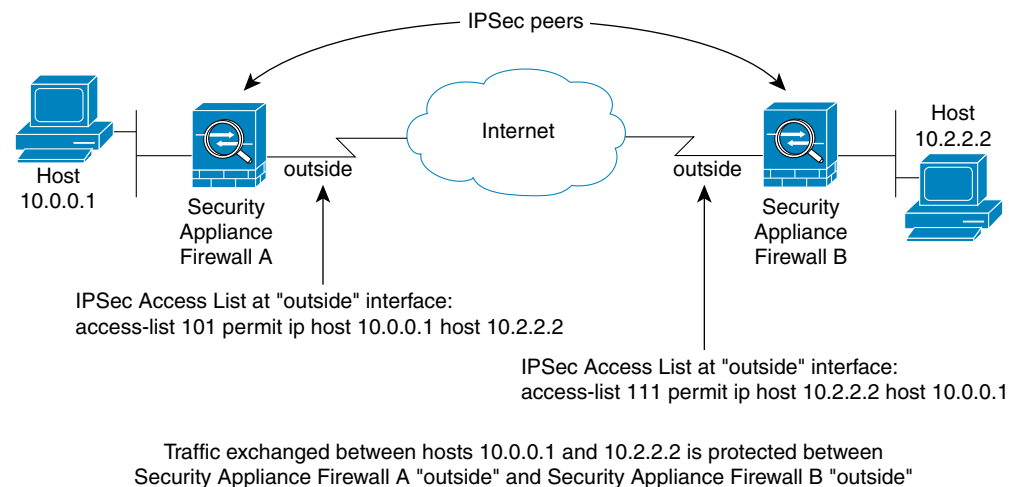 IPSec peers
Internet
Host
10.0.0.1
outside
Security
Appliance
Firewall A
outside
Security
Appliance
Firewall B
Host
10.2.2.2
IPSec Access List at "outside" interface:
access-list 101 permit ip host 10.0.0.1 host 10.2.2.2
IPSec Access List at "outside" interface:
access-list 111 permit ip host 10.2.2.2 host 10.0.0.1
Traffic exchanged between hosts 10.0.0.1 and 10.2.2.2 is protected between
Security Appliance Firewall A "outside" and Security Appliance Firewall B "outside"